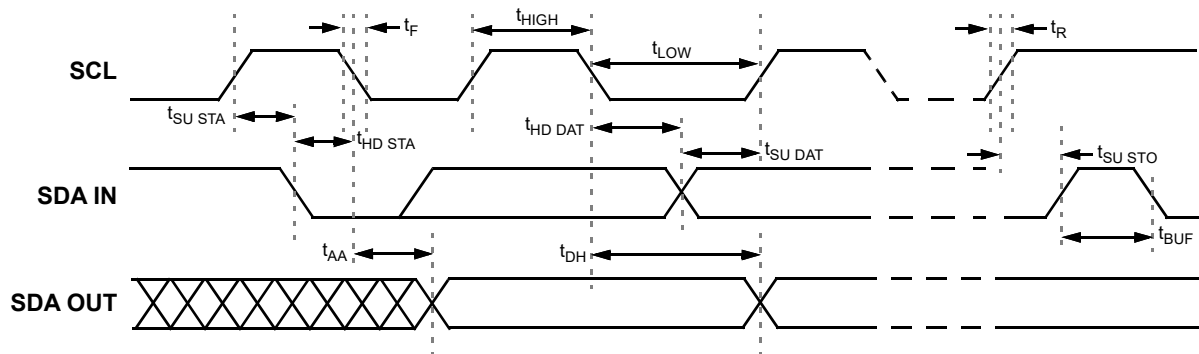 tF
tHIGH
tLOW
tR
SCL
tSU STA
tHD STA
tHD DAT
tSU DAT
tSU STO
SDA IN
tAA
tDH
tBUF
SDA OUT